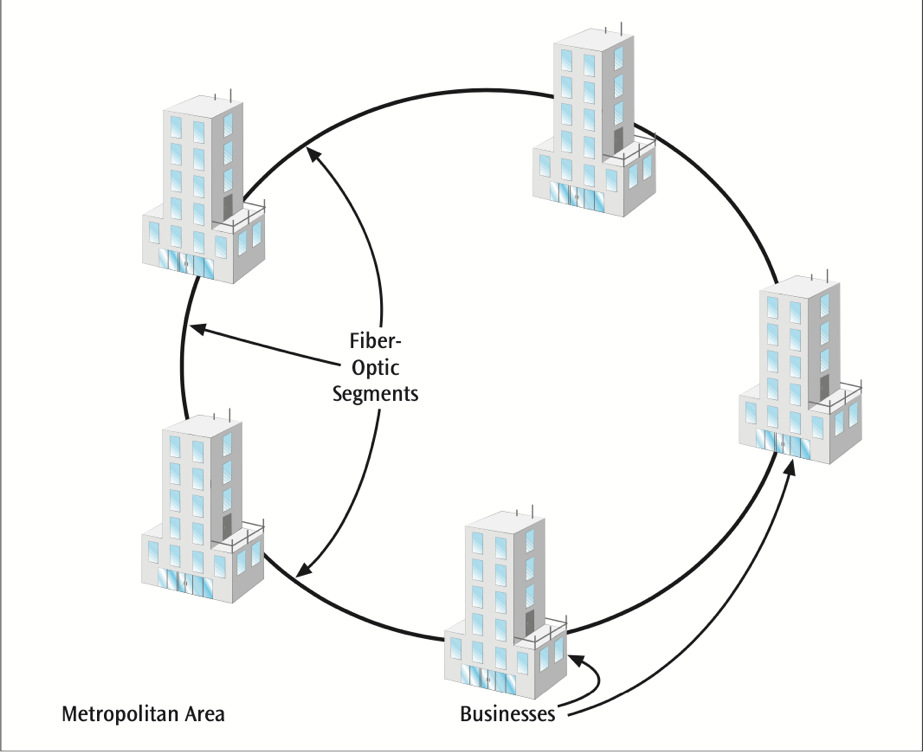 Fiber-
Optic
Segments
Metropolitan Area
Businesses